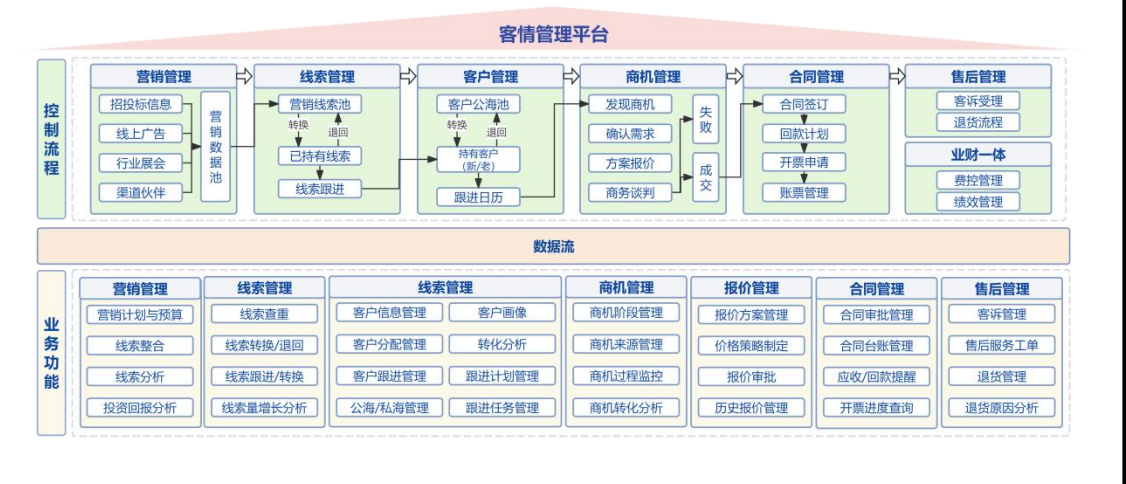 客情管理平台
控制流程
营销管理
招投标信息
线上广告
行业展会
渠道伙伴
营销数据池
线索管理
营销线索池
转换
退回
已持有线索
线索跟进
客户管理
客户公海池
转换
退回
持有客户
(新/老)
跟进日历
商机管理
发现商机
确认需求
方案报价
商务谈判
失败
成交
合同管理
合同签订
回款计划
开票申请
账票管理
售后管理
客诉受理
退货流程
业财一体
费控管理
绩效管理
数据流
业务功能
营销管理
营销计划与预算
线索整合
线索分析
投资回报分析
线索管理
线索查重
线索转换/退回
线索跟进/转换
线索量增长分析
线索管理
客户信息管理
客户画像
客户分配管理
转化分析
客户跟进管理
跟进计划管理
公海/私海管理
跟进任务管理
商机管理
商机阶段管理
商机来源管理
商机过程监控
商机转化分析
报价管理
报价方案管理
价格策略制定
报价审批
历史报价管理
合同管理
合同审批管理
合同台账管理
应收/回款提醒
开票进度查询
售后管理
客诉管理
售后服务工单
退货管理
退货原因分析